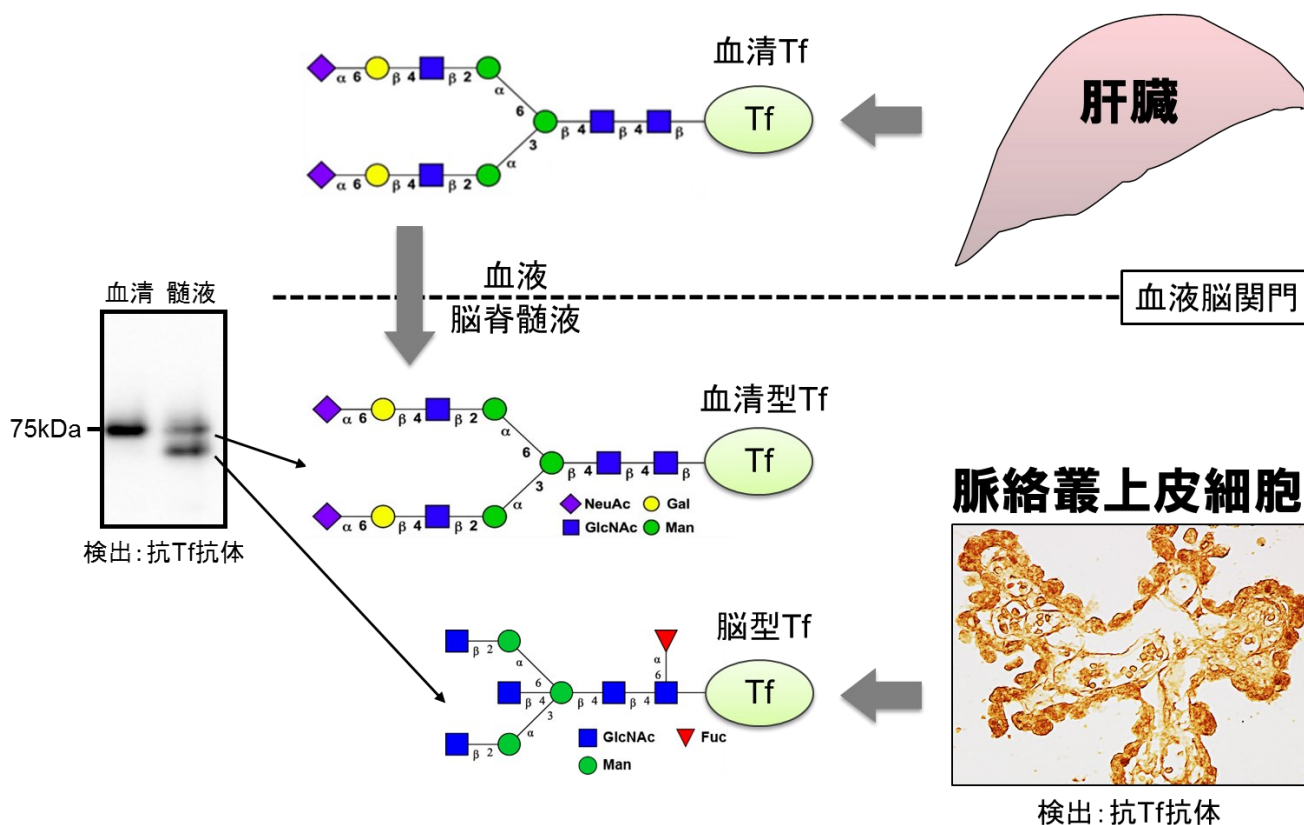 血清Tf
肝臓
α 6 β 4 β 2 α
6
Tf
3 β 4 β 4 β
α 6 β 4 β 2 α
血液
血液脳関門
脳脊髄液
血清 髄液
75kDa
検出：抗Tf抗体
血清型Tf
α 6 β 4 β 2 α
6
Tf
3 β 4 β 4 β
α 6 β 4 β 2 α
NeuAc Gal
GlcNAc Man
脈絡叢上皮細胞
脳型Tf
β 2 α
α
6 6
β 4 β 4 β 4
Tf
3
β 2 α
GlcNAc Fuc
Man
検出：抗Tf抗体